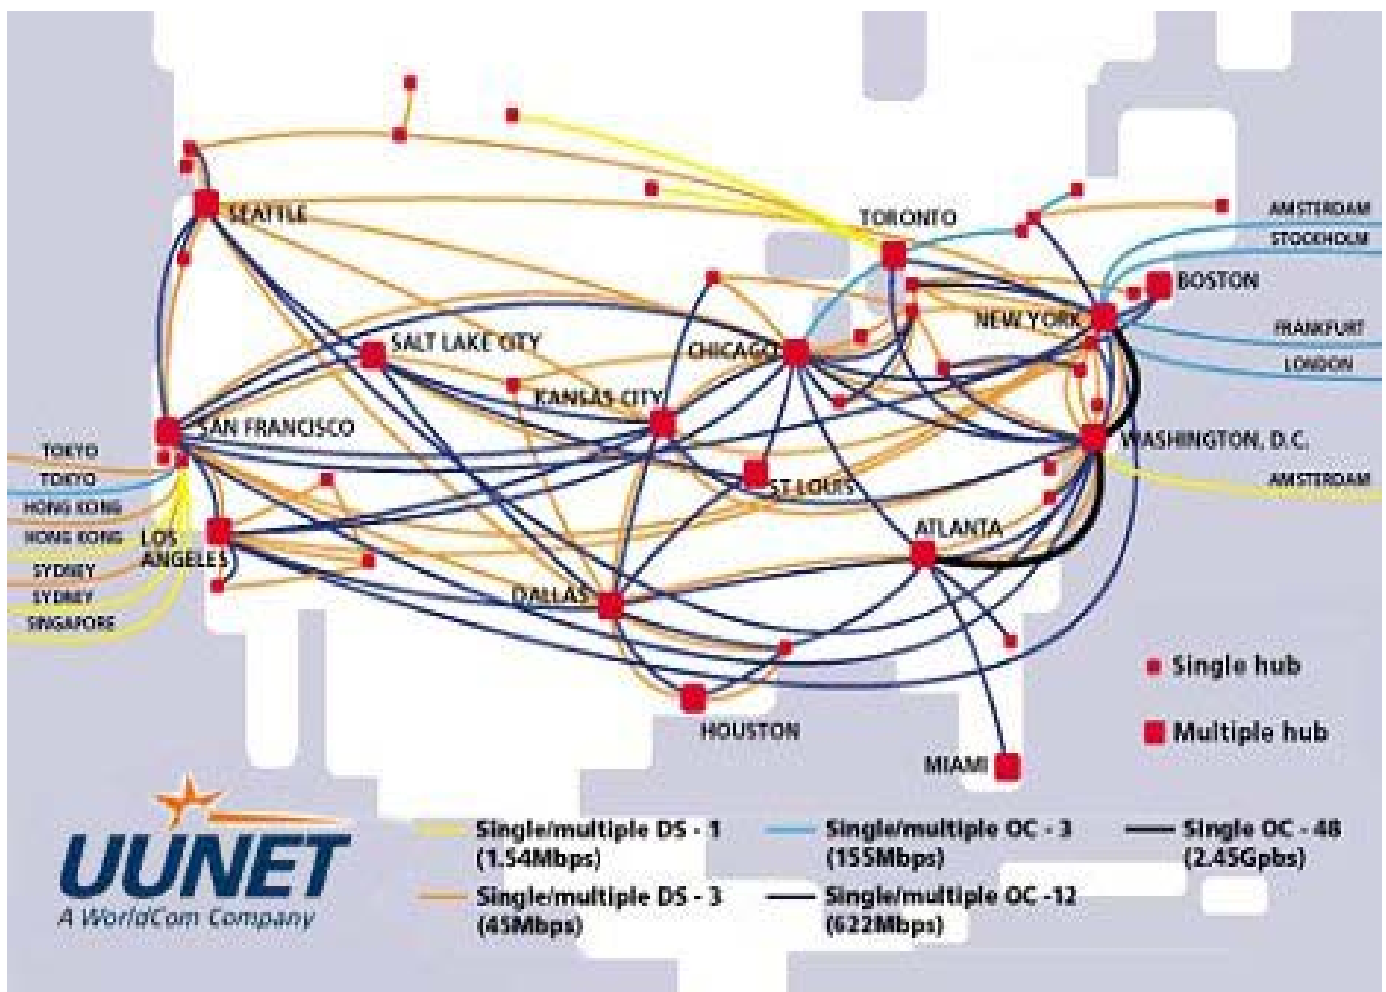 AMSTERDAM
SEATTLE
TORONTO
STOCKHOLM
BOSTON
NEW YORK
FRANKFURT
SALT LAKE CITY
CHICAGO
LONDON
KANSAS CITY
SAN FRANCISCO
WASHINGTON, D.C.
TOKYO
TOKYO
AMSTERDAM
ST LOUIS
HONG KONG
HONG KONG
LOS
ANGELES
ATLANTA
SYDNEY
SYDNEY
DALLAS
SINGAPORE
Single hub
HOUSTON
Multiple hub
MIAMI
UUNET
A WorldCom Company
Single/multiple DS - 1
(1.54Mbps)
Single/multiple OC - 3
(155Mbps)
Single OC - 48
(2.45Gpbs)
Single/multiple DS - 3
(45Mbps)
Single/multiple OC -12
(622Mbps)